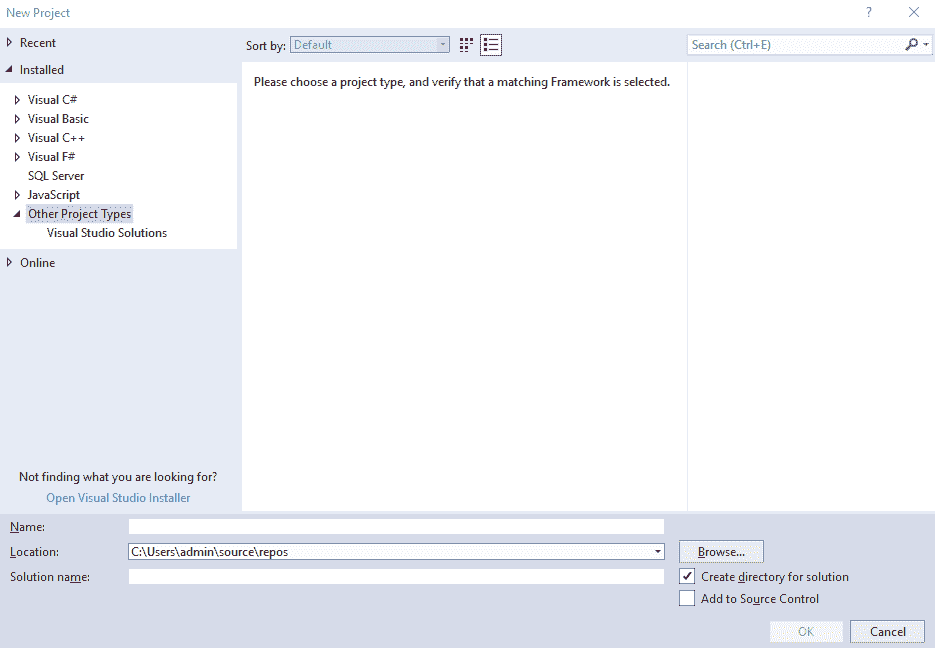 New Project
?
Recent
Installed
Visual C#
Visual Basic
Visual C++
Visual F#
SQL Server
JavaScript
Other Project Types
Visual Studio Solutions
Online
Not finding what you are looking for?
Open Visual Studio Installer
Sort by: Default
Search (Ctrl+E)
Please choose a project type, and verify that a matching Framework is selected.
Name:
Location: C:\Users\admin\source\repos Browse...
Solution name:
Create directory for solution
Add to Source Control
OK Cancel